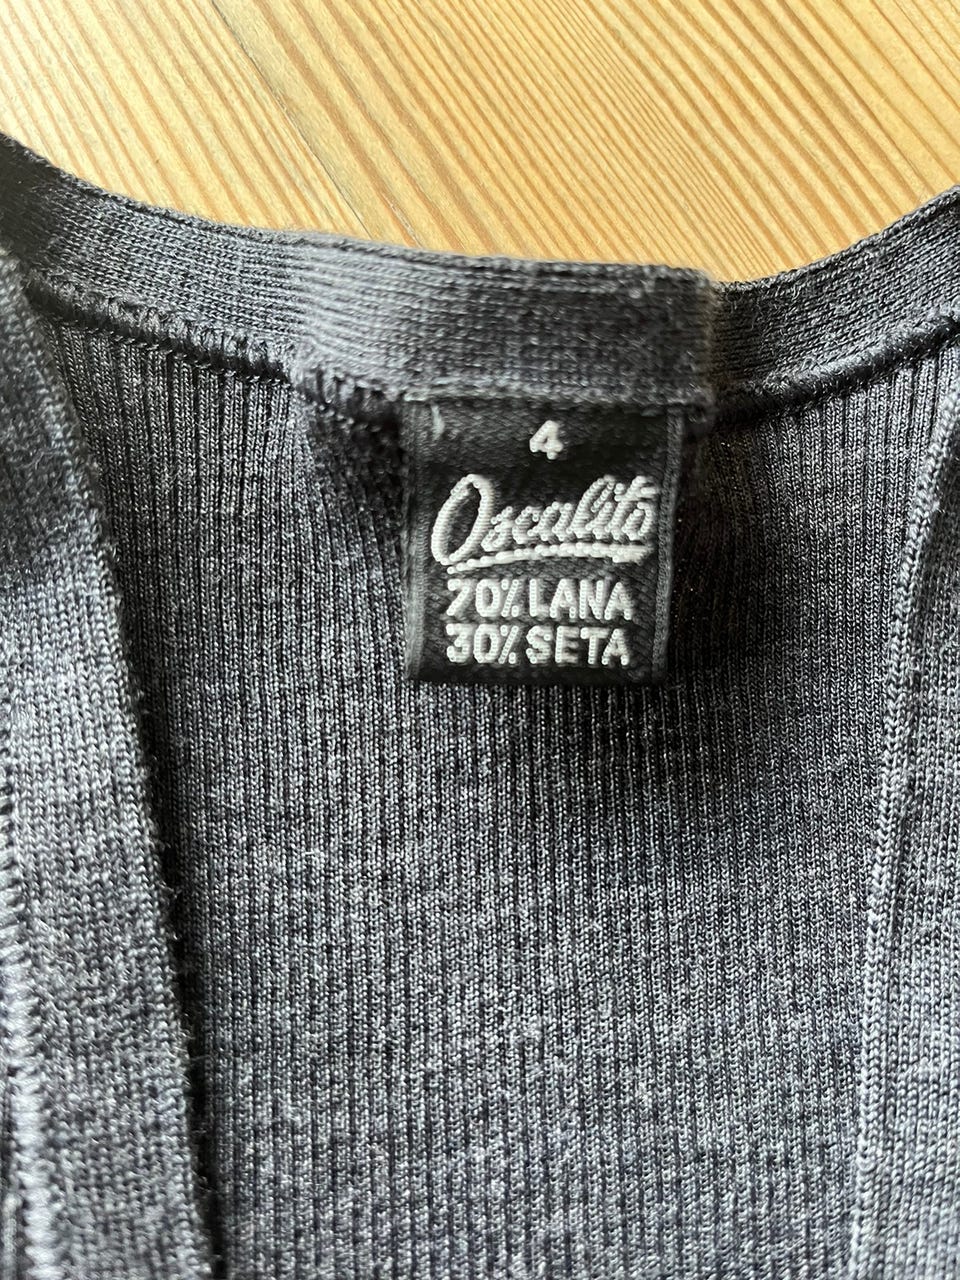 4
Oscalito
70% LANA
30% SETA